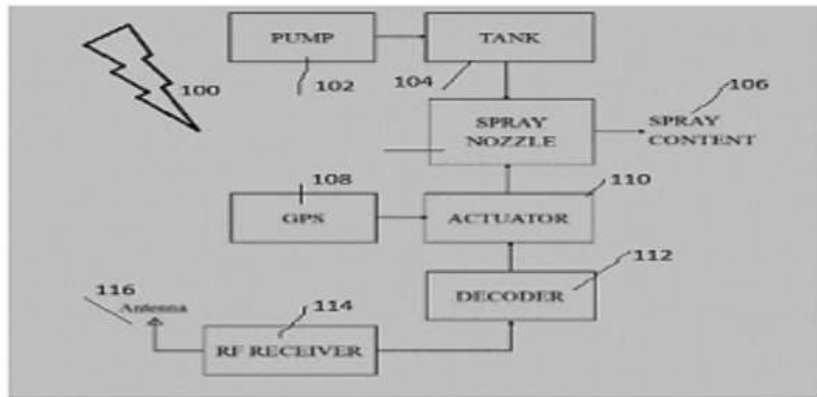 PUMP
TANK
100
102
104
106
SPRAY NOZZLE
SPRAY CONTENT
108
110
GPS
ACTUATOR
112
DECODER
116
Antenna
114
RF RECEIVER